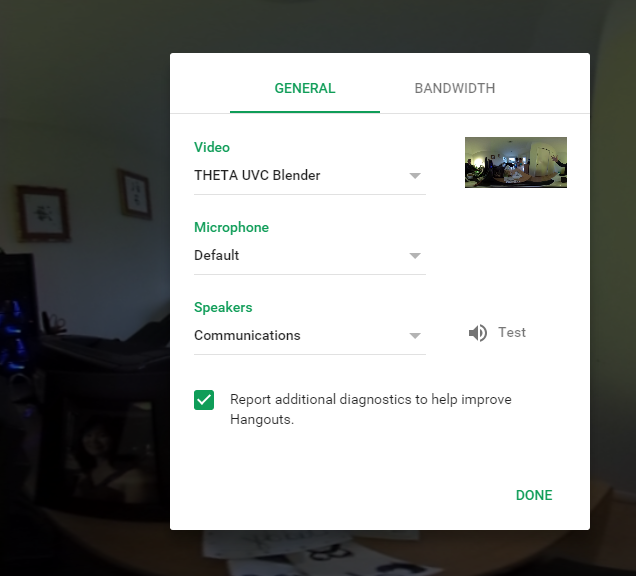 GENERAL BANDWIDTH
Video
THETA UVC Blender
Microphone
Default
Speakers
Communications
Test
Report additional diagnostics to help improve
Hangouts.
DONE